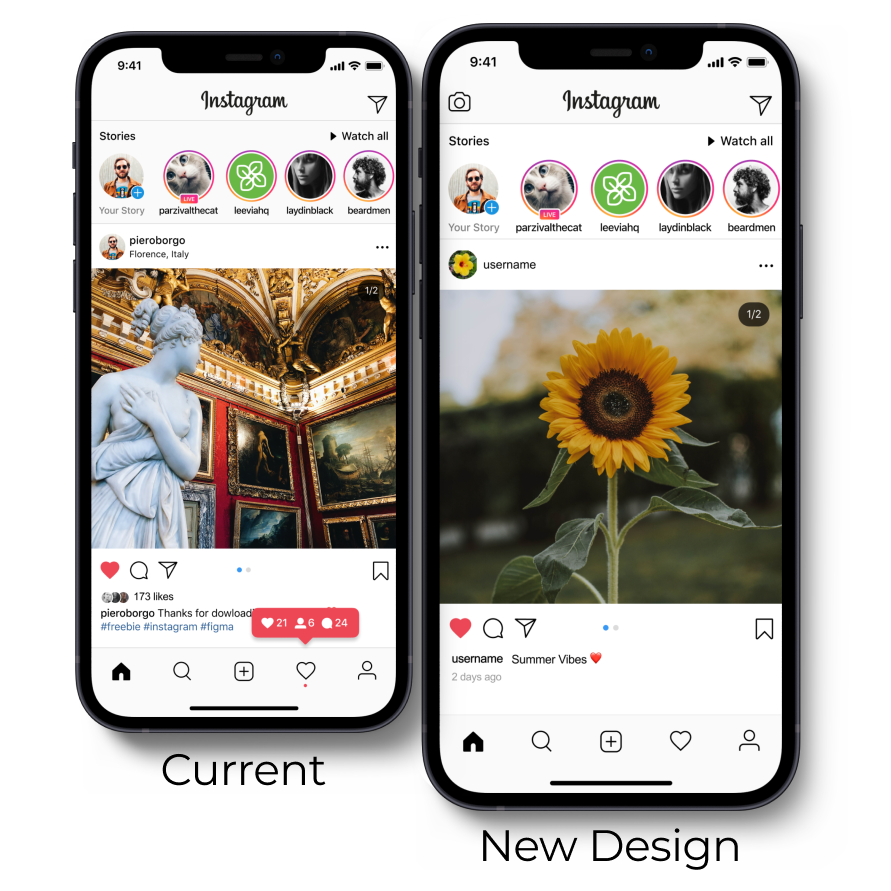 9:41
Instagram
Stories
Watch all
Your Story
LIVE
parzivalthecat
leeviahq
laydinblack
beardmen
pieroborgo
Florence, Italy
1/2
173 likes
pieroborgo Thanks for dowload
#freebie #instagram #figma
21 6 24
Current
9:41
Instagram
Stories
Watch all
Your Story
LIVE
parzivalthecat
leeviahq
laydinblack
beardmen
username
1/2
username Summer Vibes ❤️
2 days ago
New Design